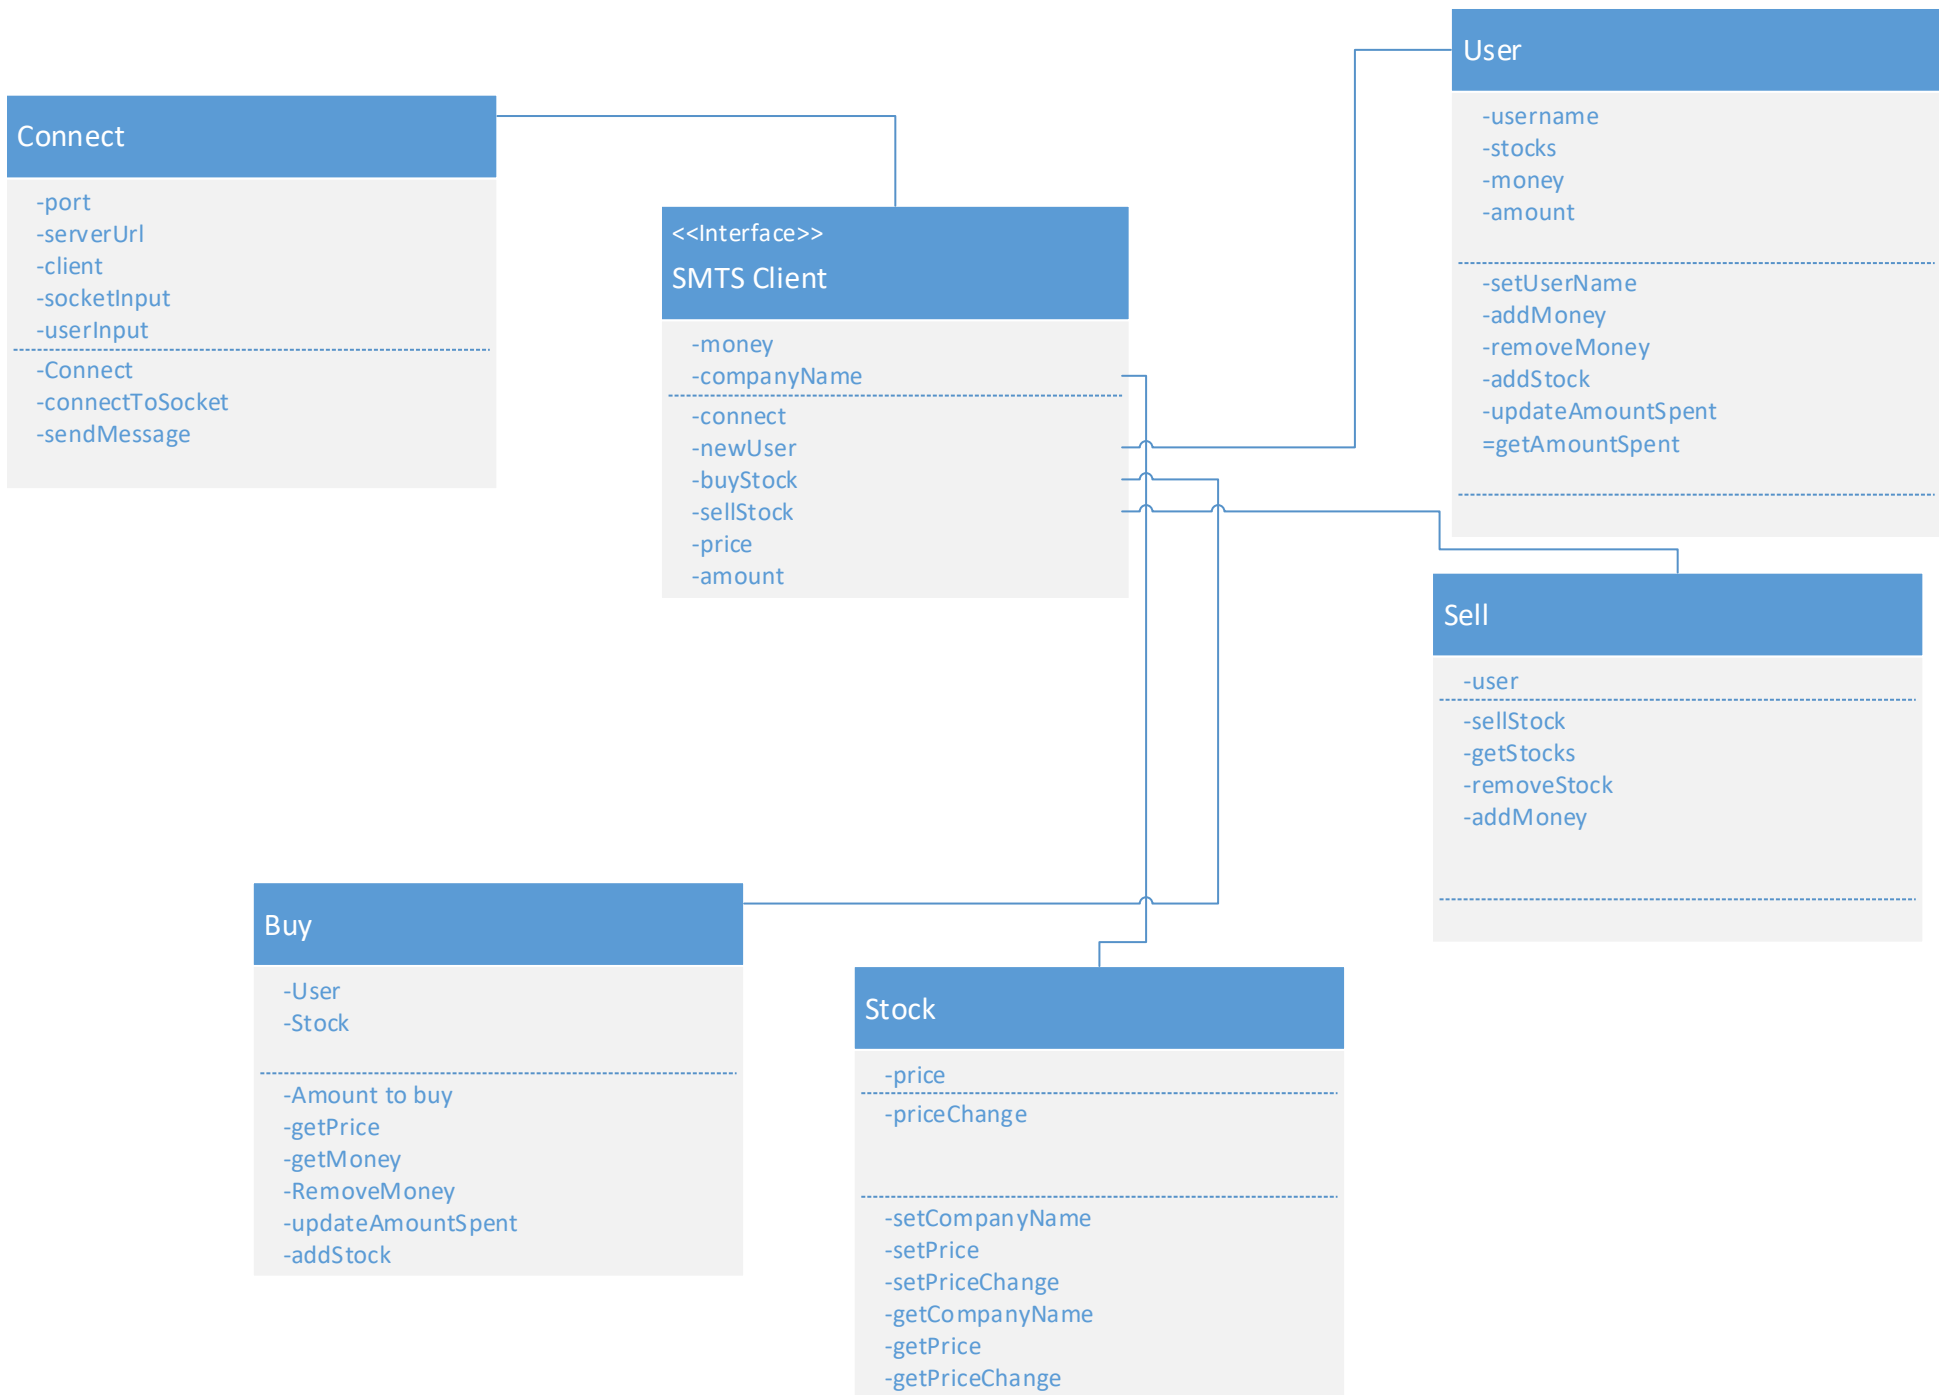 Connect
-port
-serverUrl
-client
-socketInput
-userInput
-Connect
-connectToSocket
-sendMessage
<<Interface>>
SMTS Client
-money
-companyName
-connect
-newUser
-buyStock
-sellStock
-price
-amount
User
-username
-stocks
-money
-amount
-setUserName
-addMoney
-removeMoney
-addStock
-updateAmountSpent
=getAmountSpent
Sell
-user
-sellStock
-getStocks
-removeStock
-addMoney
Buy
-User
-Stock
-Amount to buy
-getPrice
-getMoney
-RemoveMoney
-updateAmountSpent
-addStock
Stock
-price
-priceChange
-setCompanyName
-setPrice
-setPriceChange
-getCompanyName
-getPrice
-getPriceChange